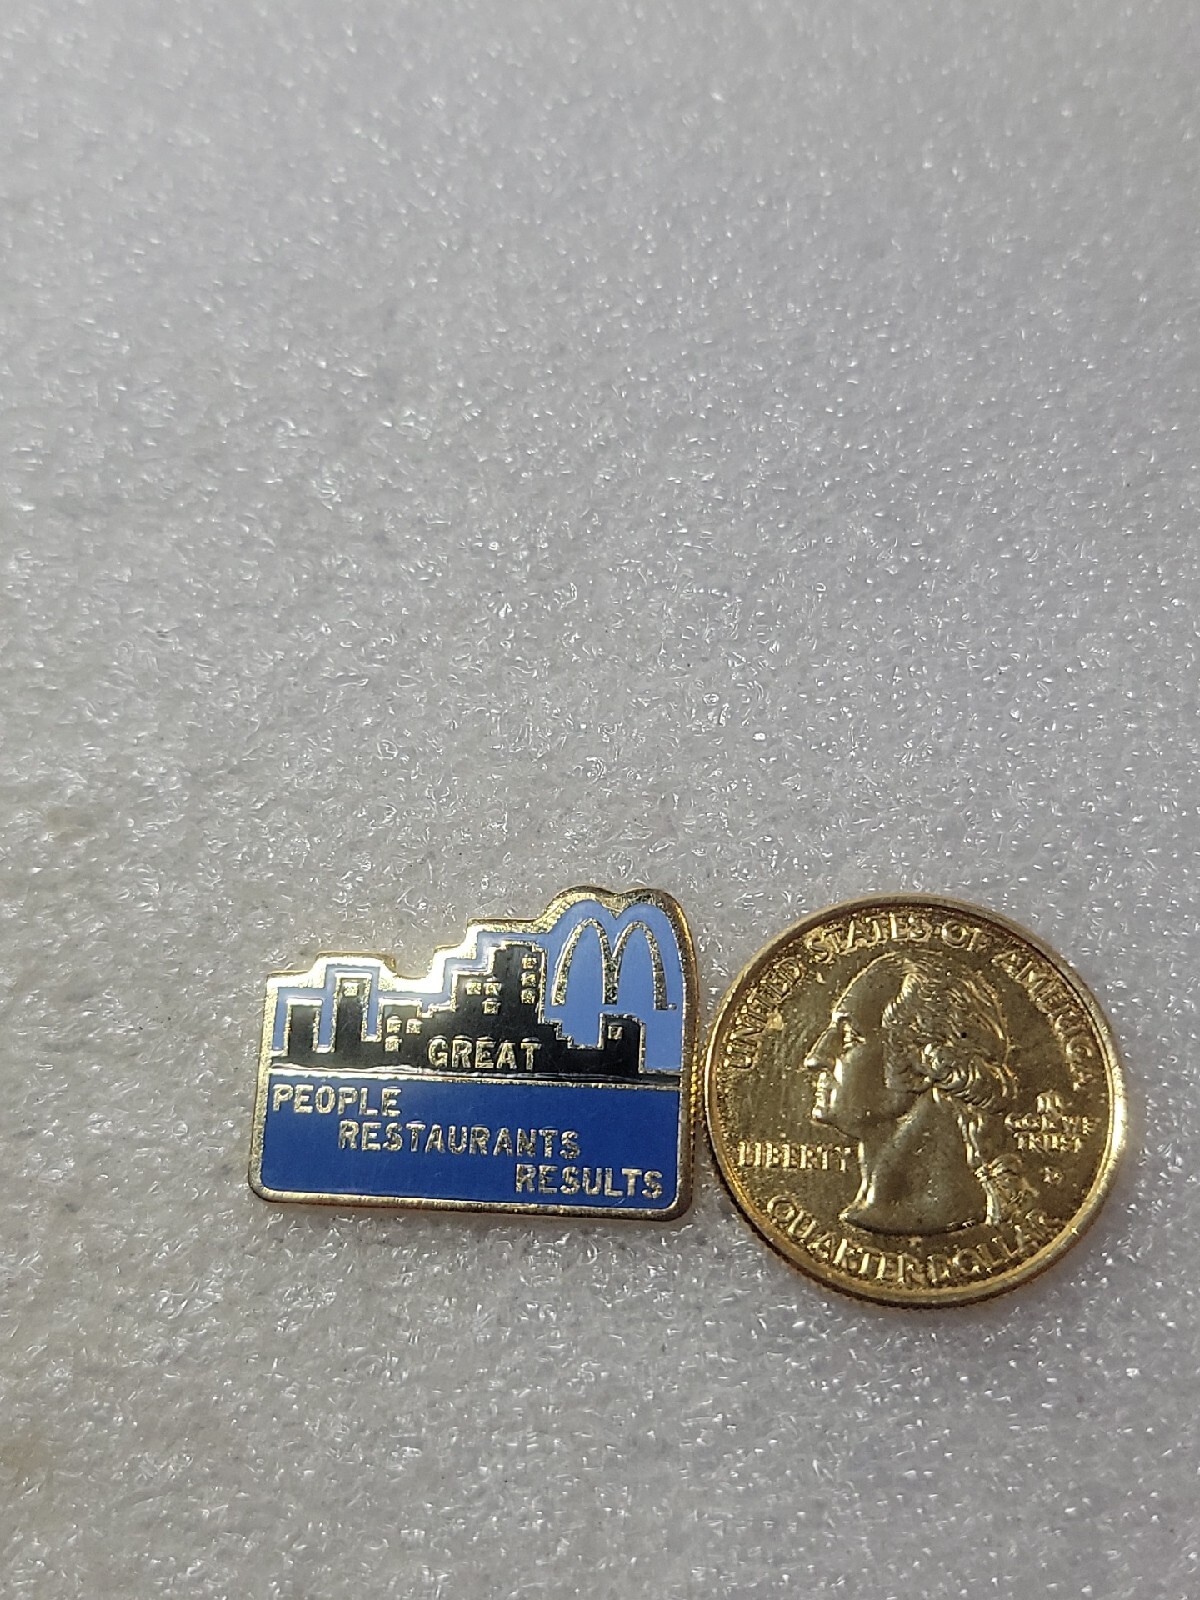 GREAT
PEOPLE
RESTAURANTS
RESULTS
UNITED STATES OF AMERICA
LIBERTY
IN
GOD WE
TRUST
QUARTER DOLLAR